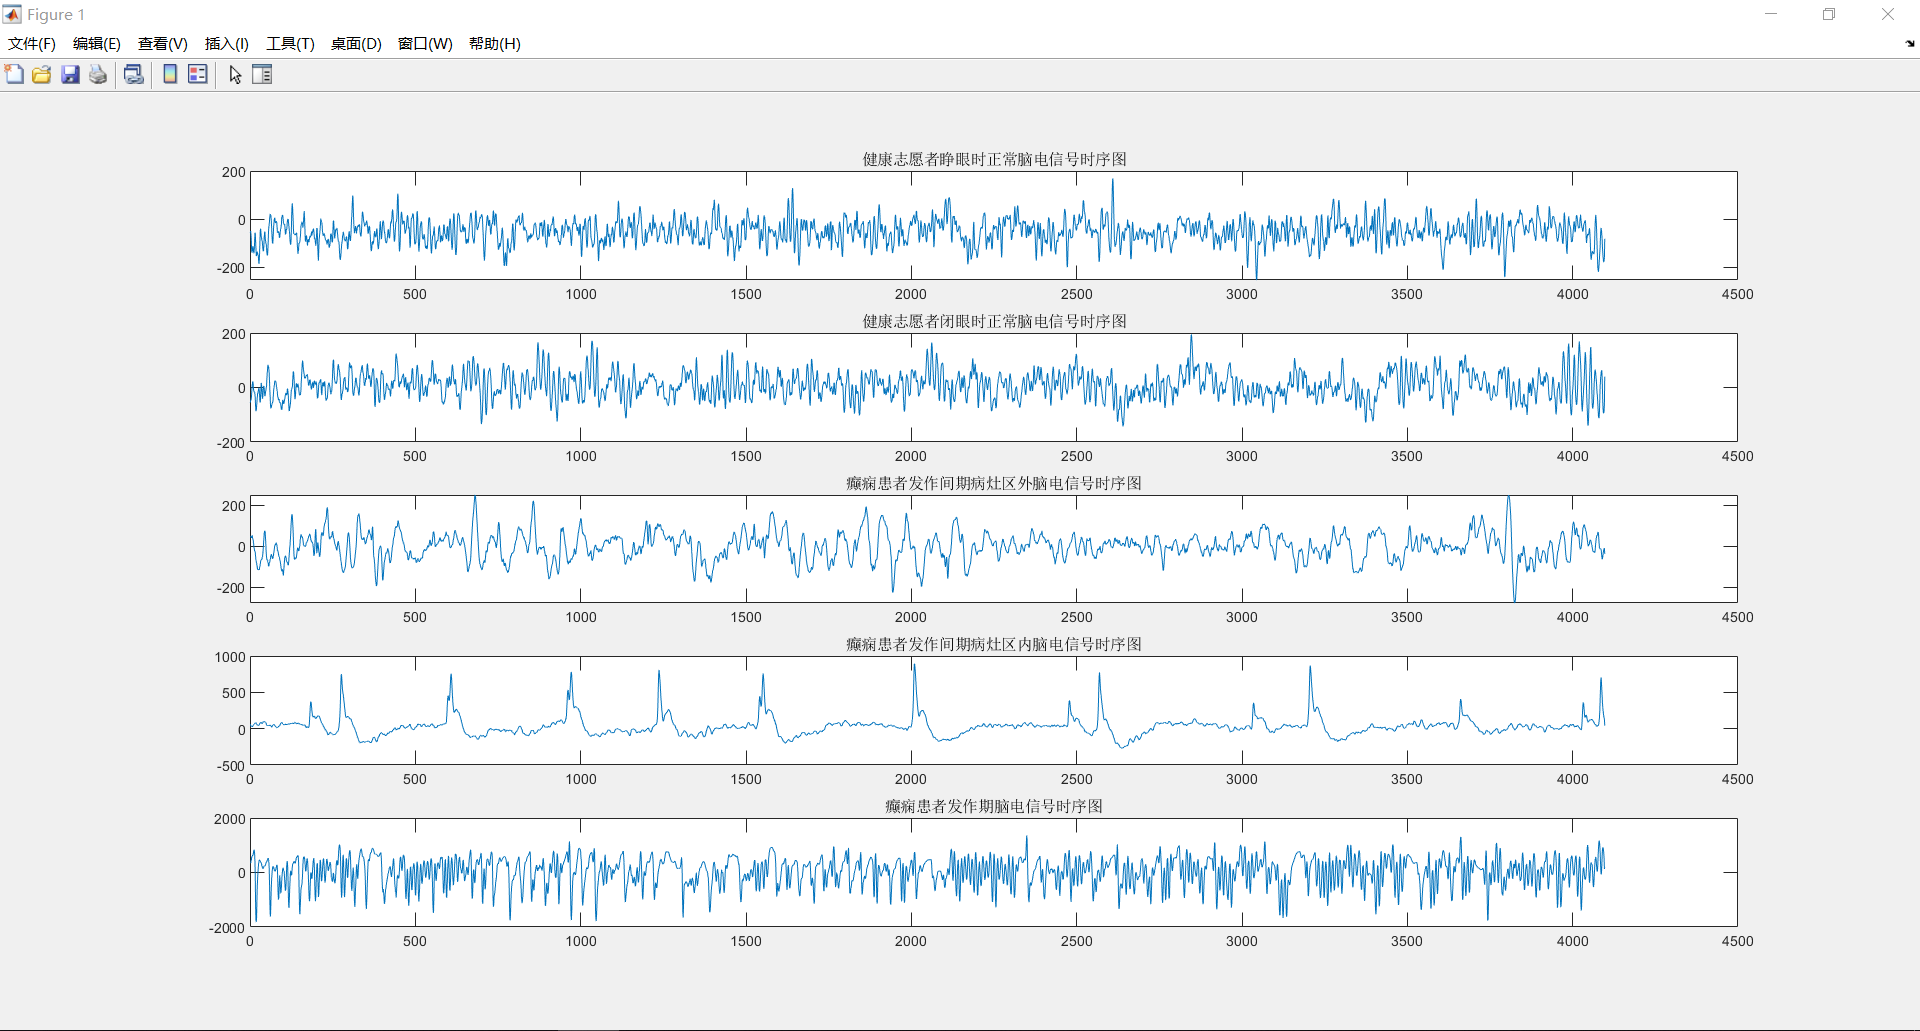 Figure 1
文件(F) 编辑(E) 查看(V) 插入(I) 工具(T) 桌面(D) 窗口(W) 帮助(H)
健康志愿者睁眼时正常脑电信号时序图
200
0
-200
0 500 1000 1500 2000 2500 3000 3500 4000 4500
健康志愿者闭眼时正常脑电信号时序图
200
0
-200
0 500 1000 1500 2000 2500 3000 3500 4000 4500
癫痫患者发作间期病灶区外脑电信号时序图
200
0
-200
0 500 1000 1500 2000 2500 3000 3500 4000 4500
癫痫患者发作间期病灶区内脑电信号时序图
1000
500
0
-500
0 500 1000 1500 2000 2500 3000 3500 4000 4500
癫痫患者发作期脑电信号时序图
2000
0
-2000
0 500 1000 1500 2000 2500 3000 3500 4000 4500